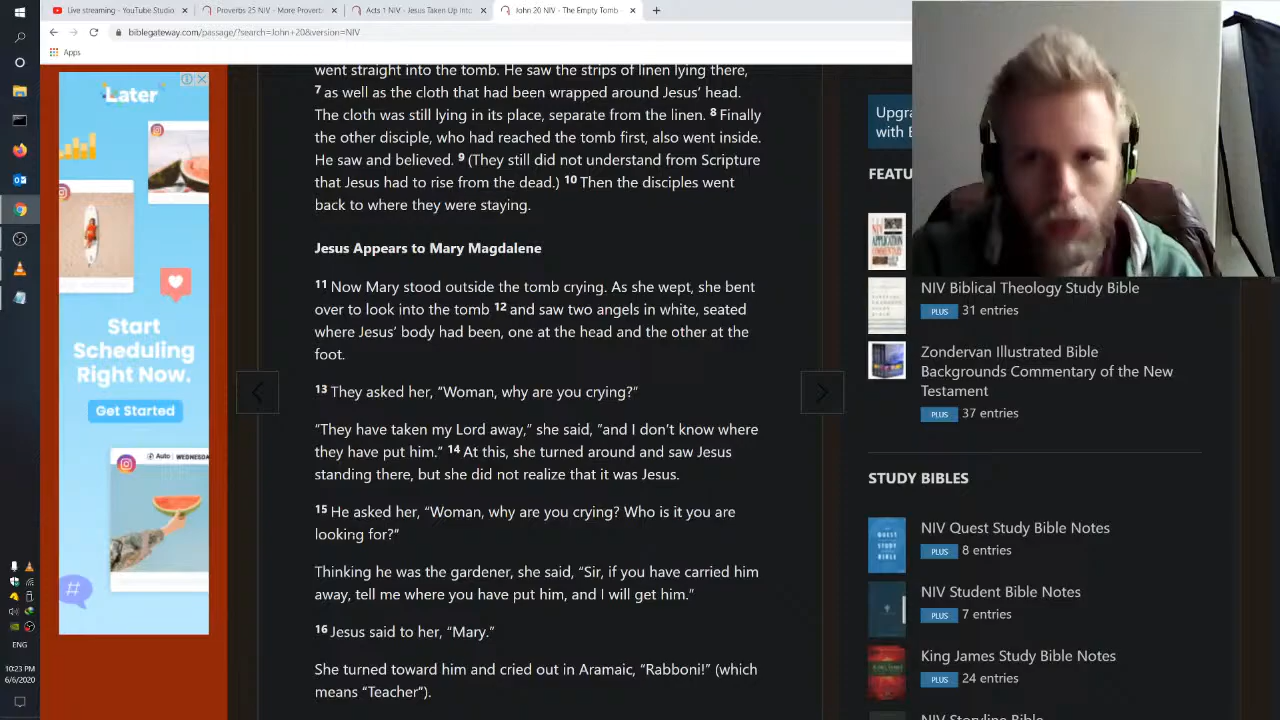 Live streaming - YouTube Studio
Proverbs 25 NIV - More Proverb
Acts 1 NIV - Jesus Taken Up Into
John 20 NIV - The Empty Tomb
biblegateway.com/passage/?search=John+20&version=NIV
Apps
Later
Start
Scheduling
Right Now.
Get Started
Auto WEDNESDA
#
went straight into the tomb. He saw the strips of linen lying there,
7 as well as the cloth that had been wrapped around Jesus’ head.
The cloth was still lying in its place, separate from the linen. 8 Finally
the other disciple, who had reached the tomb first, also went inside.
He saw and believed. 9 (They still did not understand from Scripture
that Jesus had to rise from the dead.) 10 Then the disciples went
back to where they were staying.
Jesus Appears to Mary Magdalene
11 Now Mary stood outside the tomb crying. As she wept, she bent
over to look into the tomb 12 and saw two angels in white, seated
where Jesus’ body had been, one at the head and the other at the
foot.
13 They asked her, “Woman, why are you crying?”
“They have taken my Lord away,” she said, “and I don’t know where
they have put him.” 14 At this, she turned around and saw Jesus
standing there, but she did not realize that it was Jesus.
15 He asked her, “Woman, why are you crying? Who is it you are
looking for?”
Thinking he was the gardener, she said, “Sir, if you have carried him
away, tell me where you have put him, and I will get him.”
16 Jesus said to her, “Mary.”
She turned toward him and cried out in Aramaic, “Rabboni!” (which
means “Teacher”).
Upgra
with B
FEATU
NIV Biblical Theology Study Bible
PLUS 31 entries
Zondervan Illustrated Bible
Backgrounds Commentary of the New
Testament
PLUS 37 entries
STUDY BIBLES
NIV Quest Study Bible Notes
PLUS 8 entries
NIV Student Bible Notes
PLUS 7 entries
King James Study Bible Notes
PLUS 24 entries
NIV Storyline Bible
ENG
10:23 PM
6/6/2020